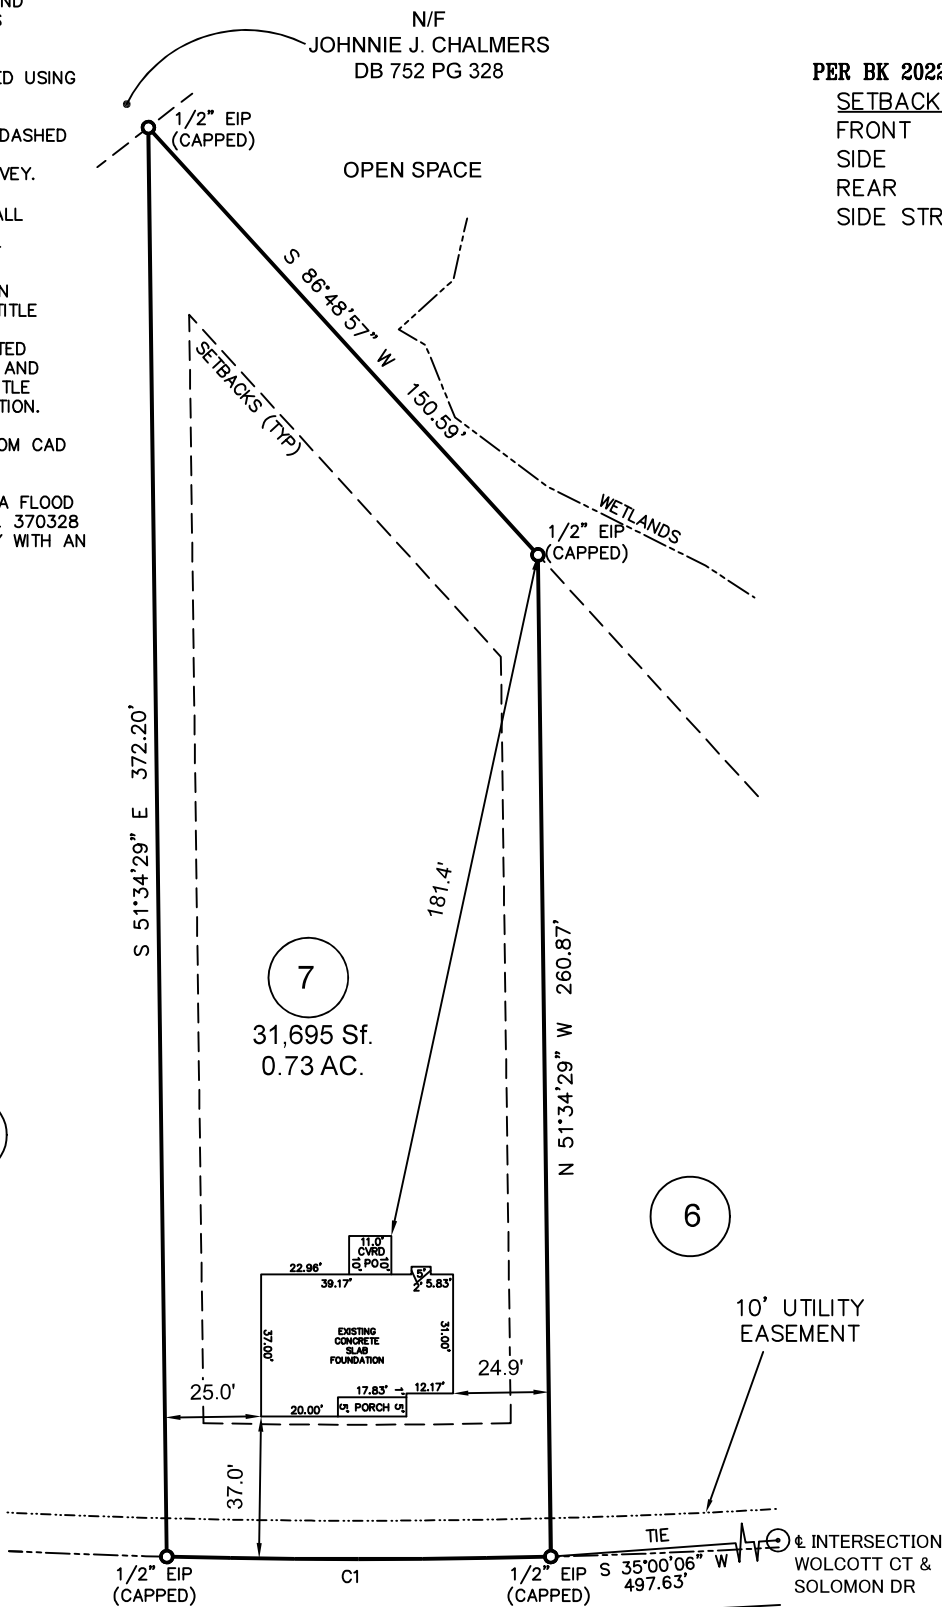 ND
S
ED USING
DASHED
VEY.
ALL
N
TITLE
TED
AND
TLE
TION.
OM CAD
A FLOOD
370328
Y WITH AN
N/F
JOHNNIE J. CHALMERS
DB 752 PG 328
PER BK 2022
SETBACK
FRONT
SIDE
REAR
SIDE STR
1/2" EIP
(CAPPED)
OPEN SPACE
S 86°48'57" W 150.59'
SETBACKS (TYP)
WETLANDS
1/2" EIP
(CAPPED)
S 51°34'29" E 372.20'
181.4'
N 51°34'29" W 260.87'
7
31,695 Sf.
0.73 AC.
6
11.0'
CVRD
10' PO 10'
22.96'
39.17'
5'
2' 5.83'
37.00'
EXISTING
CONCRETE
SLAB
FOUNDATION
31.00'
10' UTILITY
EASEMENT
24.9'
25.0'
17.83' 1' 12.17'
20.00' 5' PORCH 5'
37.0'
TIE
S 35°00'06" W
497.63'
℄ INTERSECTION
WOLCOTT CT &
SOLOMON DR
1/2" EIP
(CAPPED)
C1
1/2" EIP
(CAPPED)